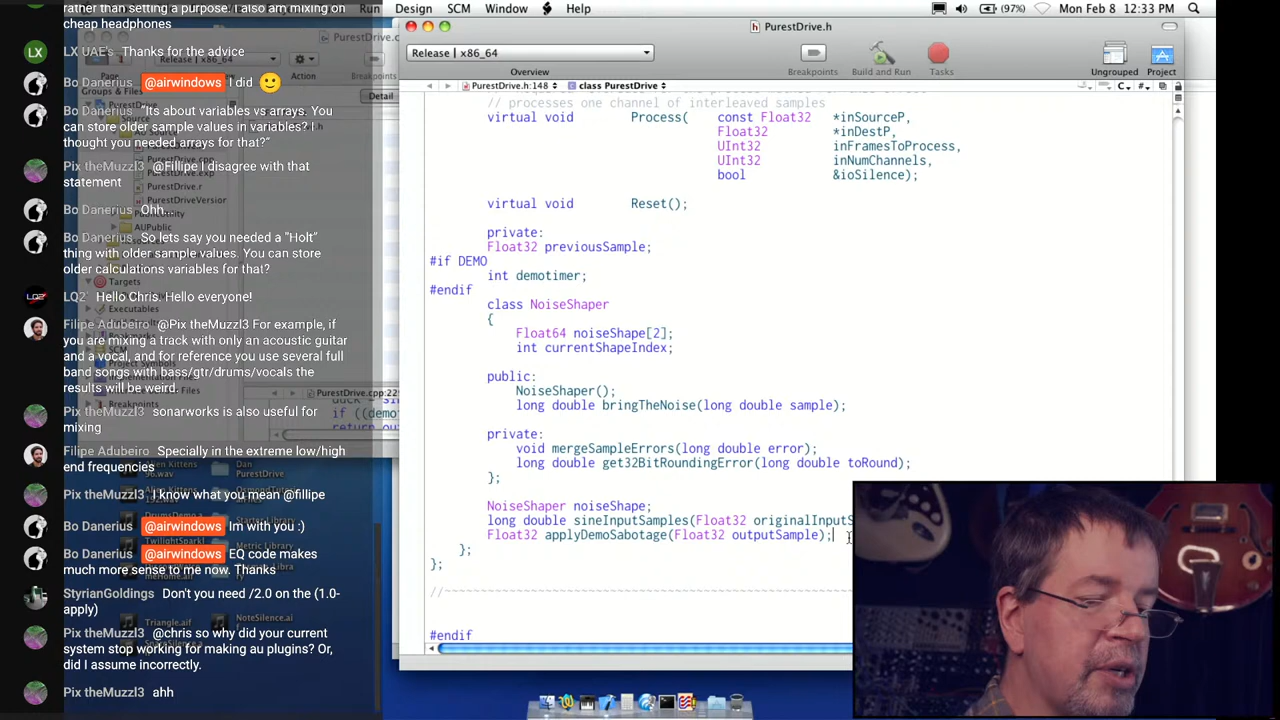 rather than setting a purpose. I also am mixing on
cheap headphones
LX UAE's Thanks for the advice
Bo Danerius @airwindows I did
Bo Danerius "Its about variables vs arrays. You
can store older sample values in variables? I
thought you needed arrays for that?"
Pix theMuzzl3 @Fillipe I disagree with that
statement
Bo Danerius Ohh...
Bo Danerius So lets say you needed a "Holt"
thing with older sample values. You can store
older calculations variables for that?
LQ2 Hello Chris. Hello everyone!
Filipe Adubeiro @Pix theMuzzl3 For example, if
you are mixing a track with only an acoustic guitar
and a vocal, and for reference you use several full
band songs with bass/gtr/drums/vocals the
results will be weird.
Pix theMuzzl3 sonarworks is also useful for
mixing
Filipe Adubeiro Specially in the extreme low/high
end frequencies
Pix theMuzzl3 I know what you mean @fillipe
Bo Danerius @airwindows Im with you :)
Bo Danerius @airwindows EQ code makes
much more sense to me now. Thanks
StyrianGoldings Don't you need /2.0 on the (1.0-
apply)
Pix theMuzzl3 @chris so why did your current
system stop working for making au plugins? Or,
did I assume incorrectly.
Pix theMuzzl3 ahh
Design SCM Window Help
(97%) Mon Feb 8 12:33 PM
PurestDrive.h
Release | x86_64
Overview Breakpoints Build and Run Tasks Ungrouped Project
PurestDrive.h:148 class PurestDrive
// processes one channel of interleaved samples
virtual void Process( const Float32 *inSourceP,
Float32 *inDestP,
UInt32 inFramesToProcess,
UInt32 inNumChannels,
bool &ioSilence);
virtual void Reset();
private:
Float32 previousSample;
#if DEMO
int demotimer;
#endif
class NoiseShaper
{
Float64 noiseShape[2];
int currentShapeIndex;
public:
NoiseShaper();
long double bringTheNoise(long double sample);
private:
void mergeSampleErrors(long double error);
long double get32BitRoundingError(long double toRound);
};
NoiseShaper noiseShape;
long double sineInputSamples(Float32 originalInputS
Float32 applyDemoSabotage(Float32 outputSample);
};
};
//~~~~~~~~~~~~~~~~~~~~~~~~~~~~~~~~~~~~~~~~~~~~~~~~~~~~~~~~
#endif